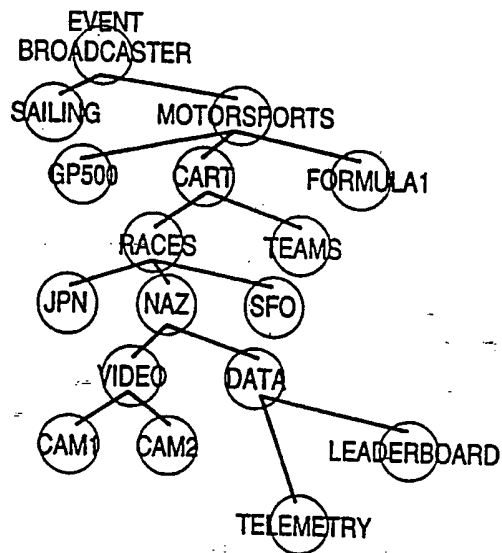 EVENT
BROADCASTER
SAILING
MOTORSPORTS
GP500
CART
FORMULA1
RACES
TEAMS
JPN
NAZ
SFO
VIDEO
DATA
CAM1
CAM2
LEADERBOARD
TELEMETRY